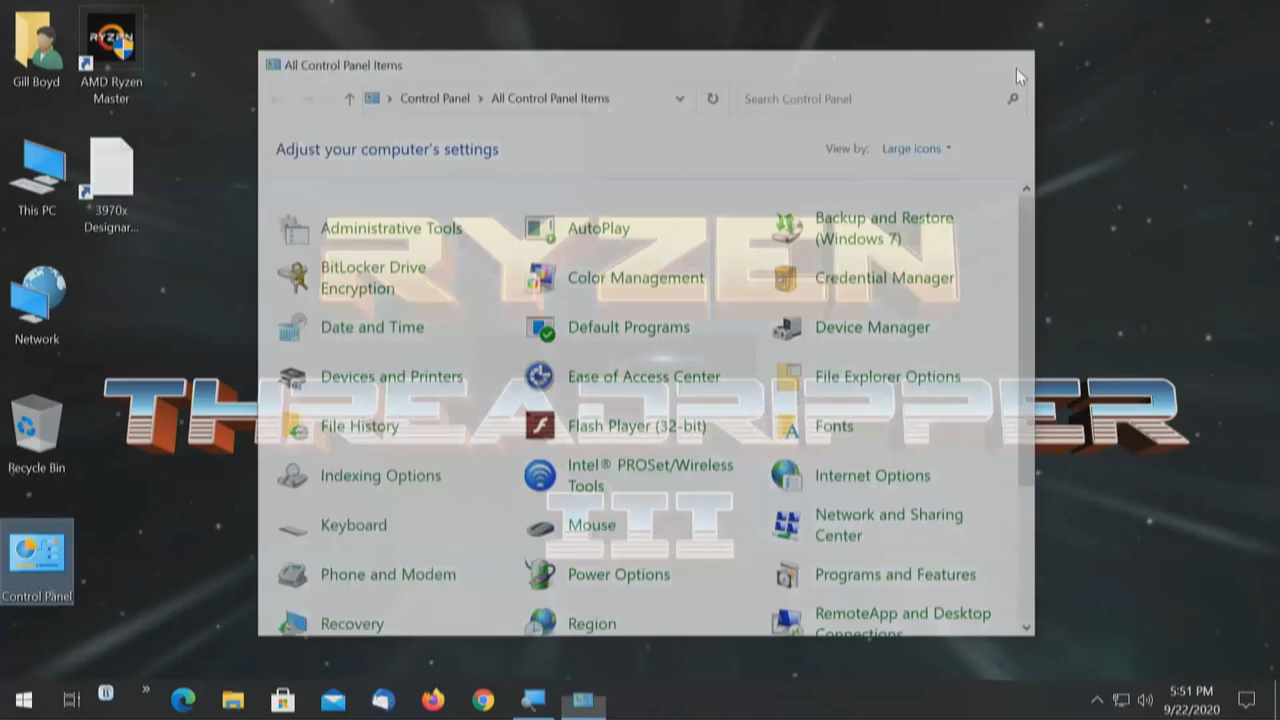 Gill Boyd
RYZEN
AMD Ryzen
Master
This PC
3970x
Designar...
Network
Recycle Bin
Control Panel
All Control Panel Items
Control Panel
All Control Panel Items
Search Control Panel
Adjust your computer's settings
View by:
Large icons
Administrative Tools
AutoPlay
Backup and Restore
(Windows 7)
BitLocker Drive
Encryption
Color Management
Credential Manager
Date and Time
Default Programs
Device Manager
Devices and Printers
Ease of Access Center
File Explorer Options
File History
Flash Player (32-bit)
Fonts
Indexing Options
Intel® PROSet/Wireless
Tools
Internet Options
Keyboard
Mouse
Network and Sharing
Center
Phone and Modem
Power Options
Programs and Features
Recovery
Region
RemoteApp and Desktop
Connections
RYZEN
THREADRIPPER
III
5:51 PM
9/22/2020